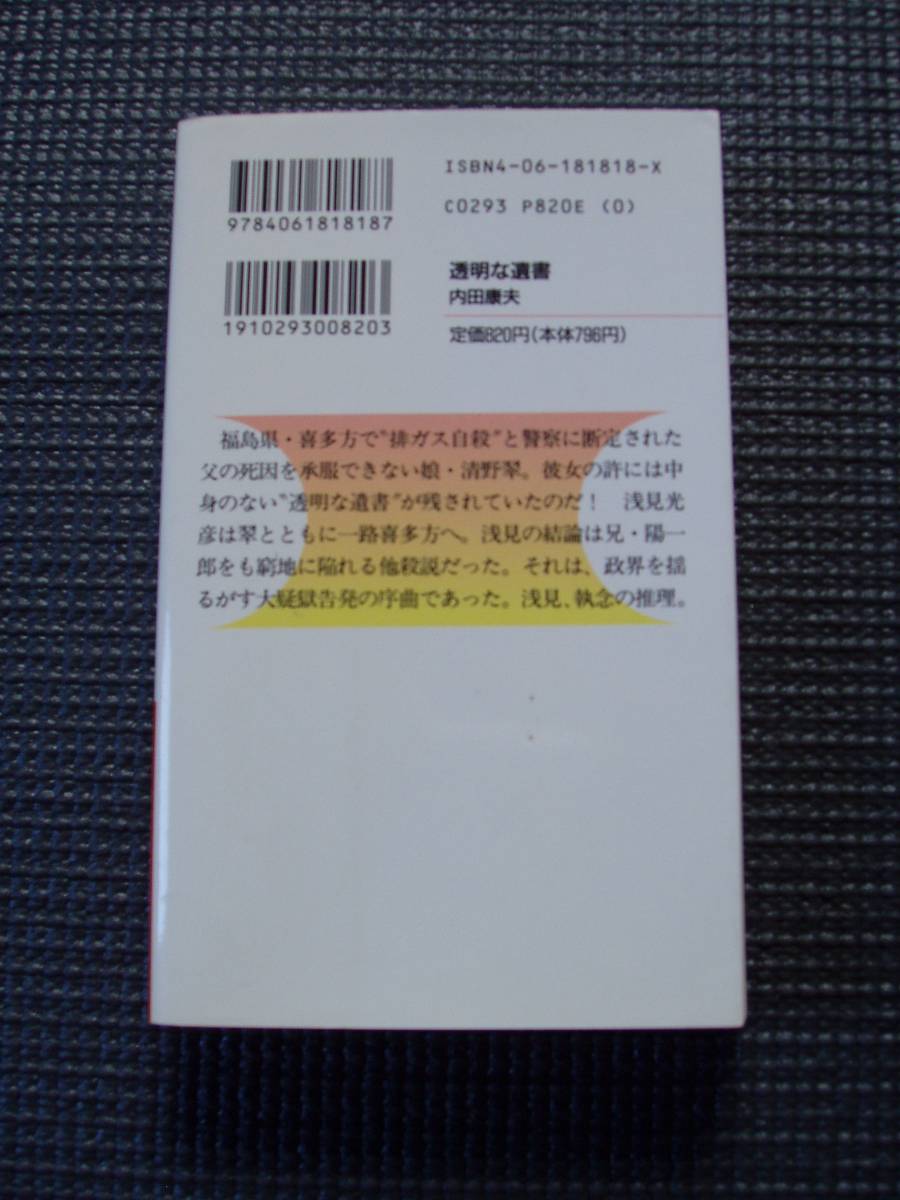 ISBN4-06-181818-X
C0293 P820E (0)
9784061818187
1910293008203
透明な遺書
内田康夫
定価820円(本体796円)
福島県・喜多方で〝排ガス自殺〟と警察に断定された
父の死因を承服できない娘・清野翠。彼女の許には中
身のない〝透明な遺書〟が残されていたのだ！　浅見光
彦は翠とともに一路喜多方へ。浅見の結論は兄・陽一
郎をも窮地に陥れる他殺説だった。それは、政界を揺
るがす大疑獄告発の序曲であった。浅見、執念の推理。